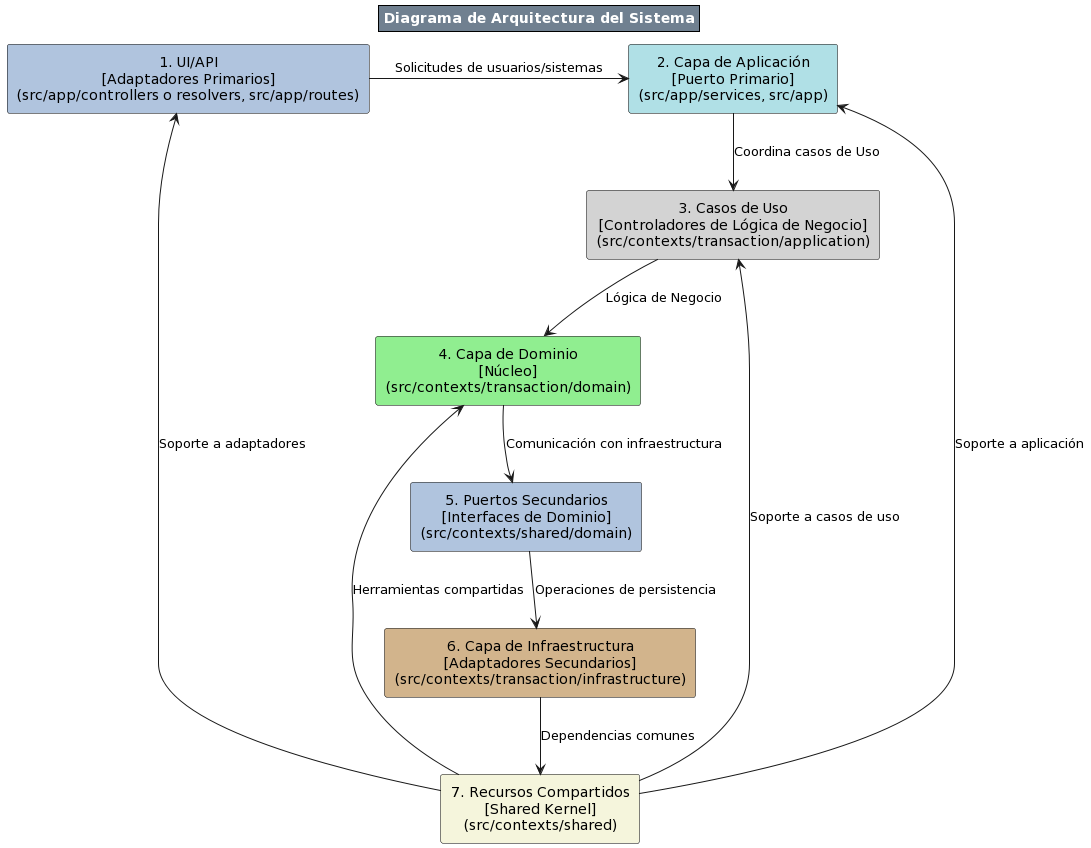 Diagrama de Arquitectura del Sistema
1. UI/API
[Adaptadores Primarios]
(src/app/controllers o resolvers, src/app/routes)
Solicitudes de usuarios/sistemas
2. Capa de Aplicación
[Puerto Primario]
(src/app/services, src/app)
Coordina casos de Uso
3. Casos de Uso
[Controladores de Lógica de Negocio]
(src/contexts/transaction/application)
Lógica de Negocio
4. Capa de Dominio
[Núcleo]
(src/contexts/transaction/domain)
Soporte a adaptadores
Comunicación con infraestructura
Soporte a aplicación
5. Puertos Secundarios
[Interfaces de Dominio]
(src/contexts/shared/domain)
Soporte a casos de uso
Herramientas compartidas
Operaciones de persistencia
6. Capa de Infraestructura
[Adaptadores Secundarios]
(src/contexts/transaction/infrastructure)
Dependencias comunes
7. Recursos Compartidos
[Shared Kernel]
(src/contexts/shared)